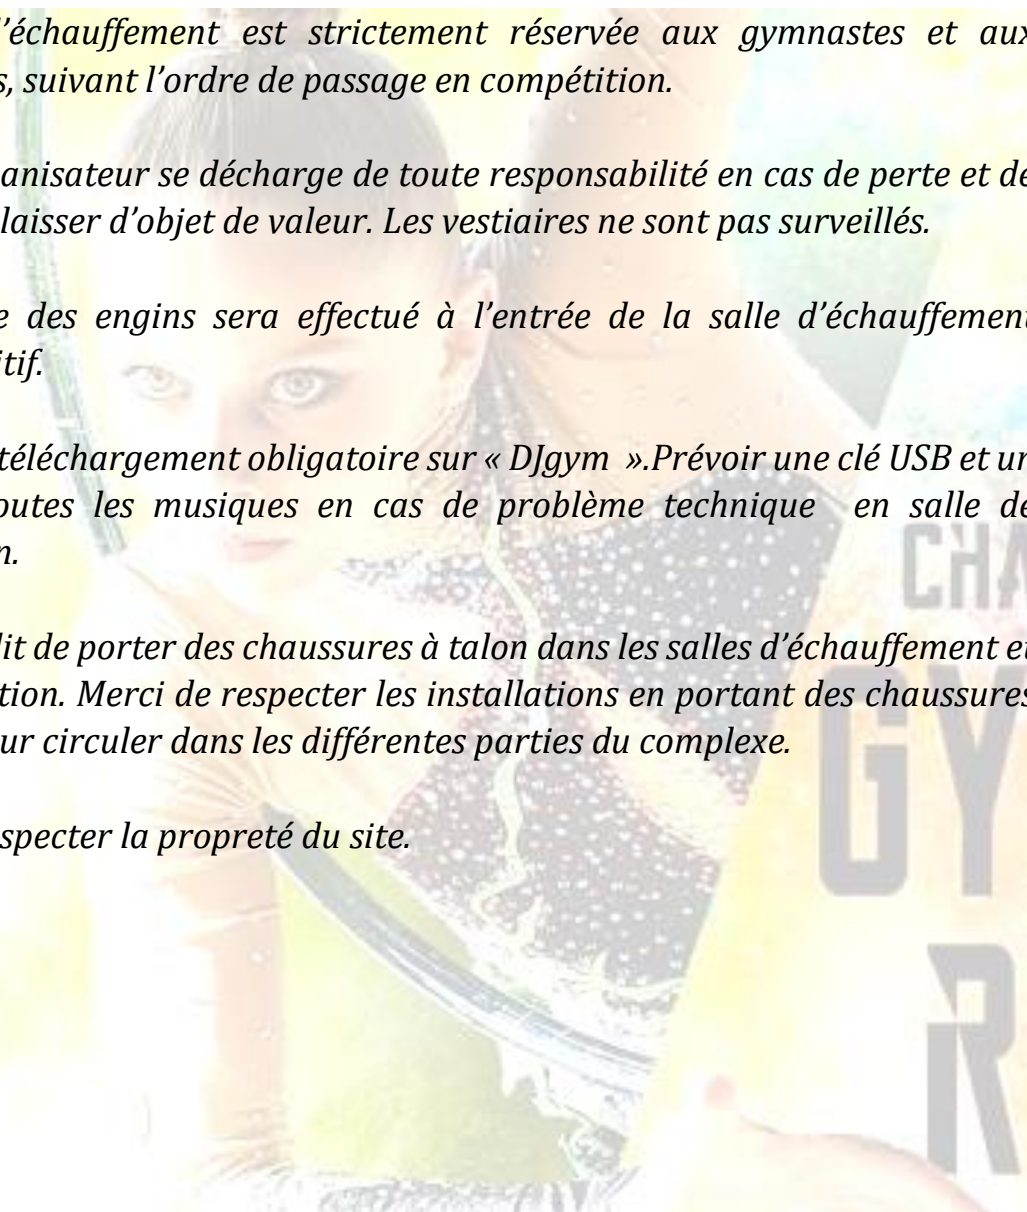 l'échauffement est strictement réservée aux gymnastes et aux
s, suivant l'ordre de passage en compétition.
anisateur se décharge de toute responsabilité en cas de perte et de
laisser d'objet de valeur. Les vestiaires ne sont pas surveillés.
e des engins sera effectué à l'entrée de la salle d'échauffement
itif.
téléchargement obligatoire sur « DJgym  ».Prévoir une clé USB et un
outes les musiques en cas de problème technique  en salle de
n.
dit de porter des chaussures à talon dans les salles d'échauffement et
tion. Merci de respecter les installations en portant des chaussures
ur circuler dans les différentes parties du complexe.
specter la propreté du site.
CHA
GY
R